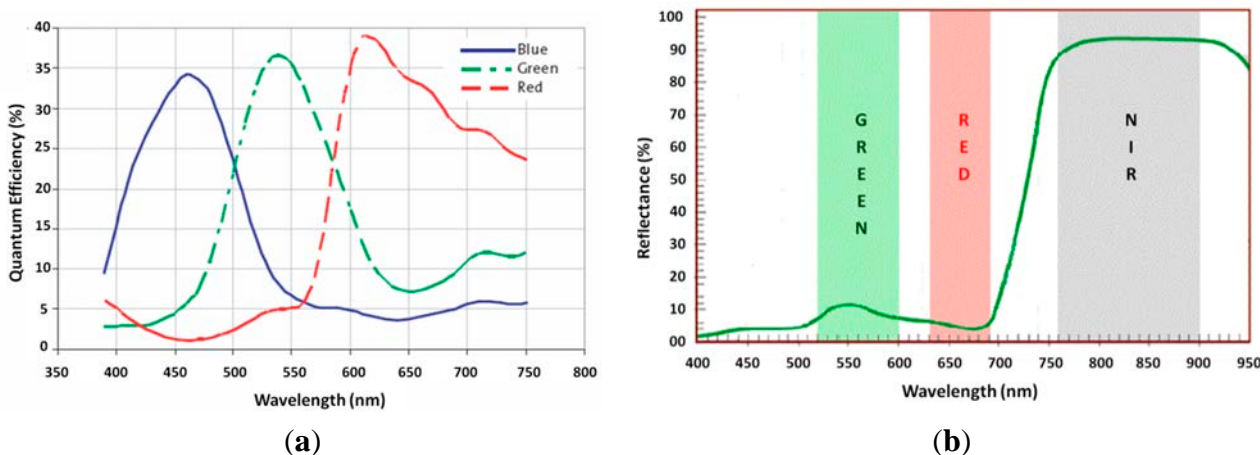 40
35
30
25
20
15
10
5
0
Quantum Efficiency (%)
Blue
Green
Red
350 400 450 500 550 600 650 700 750 800
Wavelength (nm)
(a)
100
90
80
70
60
50
40
30
20
10
00
Reflectance (%)
G
R
E
E
N
R
E
D
N
I
R
400 450 500 550 600 650 700 750 800 850 900 950
Wavelength (nm)
(b)